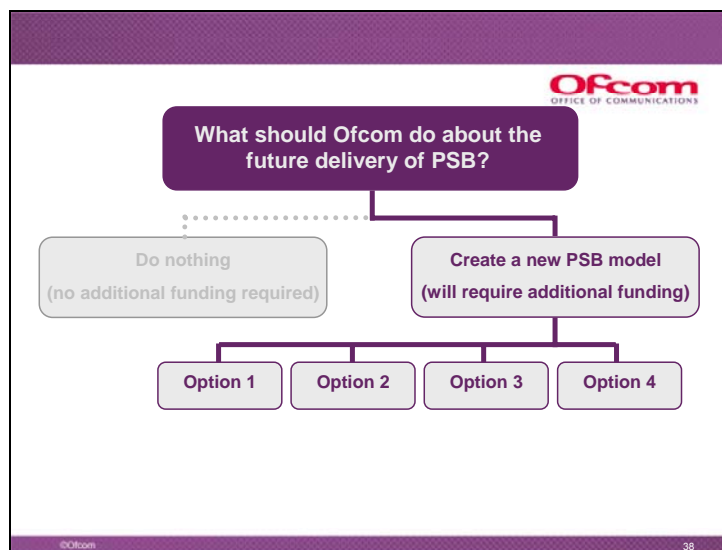 Ofcom
OFFICE OF COMMUNICATIONS
What should Ofcom do about the
future delivery of PSB?
Do nothing
(no additional funding required)
Create a new PSB model
(will require additional funding)
Option 1
Option 2
Option 3
Option 4
©Ofcom
38